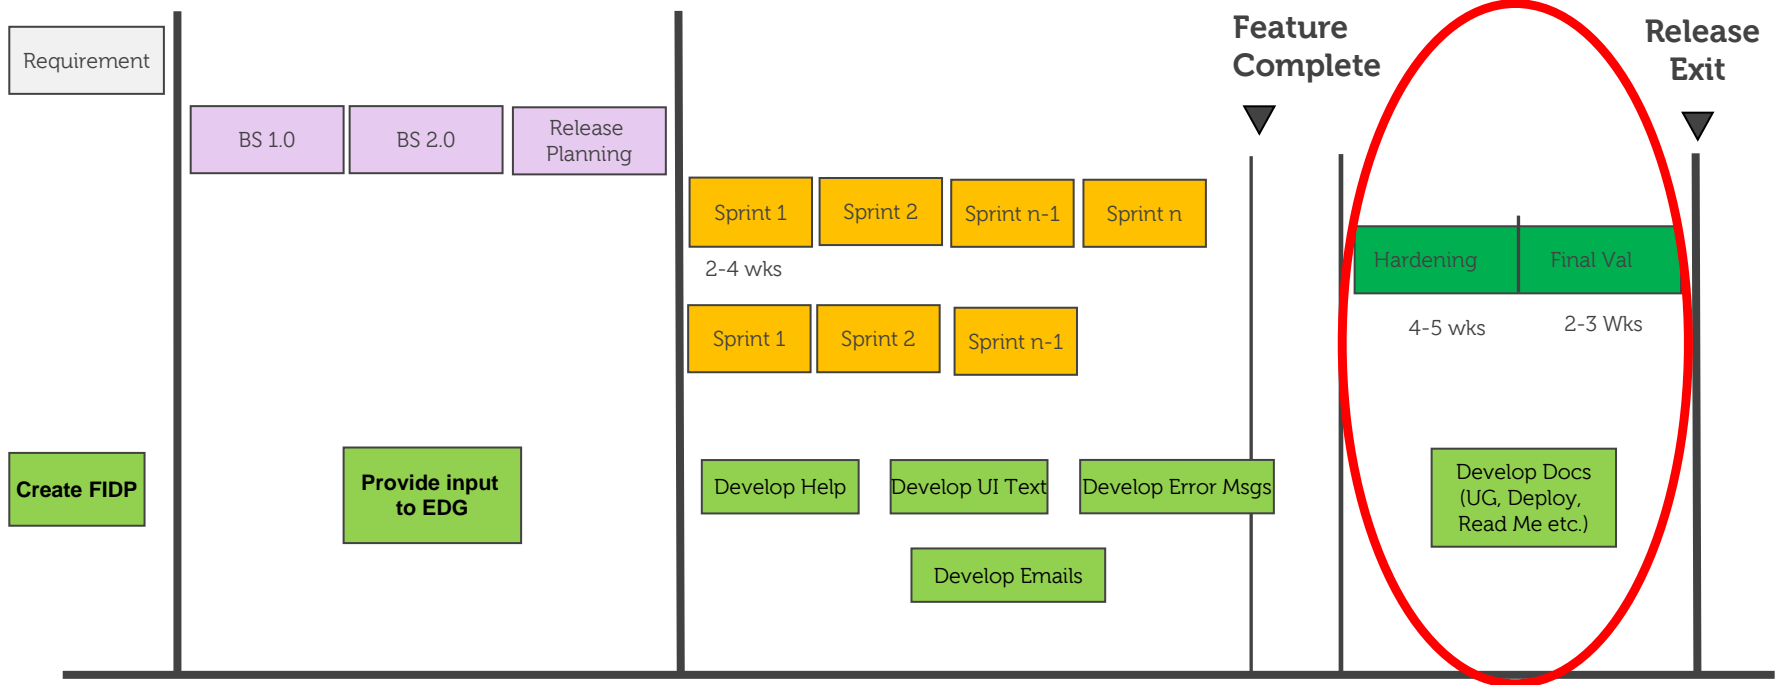 Feature
Complete
Release
Exit
Requirement
BS 1.0
BS 2.0
Release
Planning
Sprint 1
Sprint 2
Sprint n-1
Sprint n
2-4 wks
Hardening
Final Val
4-5 wks
2-3 Wks
Sprint 1
Sprint 2
Sprint n-1
Create FIDP
Provide input
to EDG
Develop Help
Develop UI Text
Develop Error Msgs
Develop Docs
(UG, Deploy,
Read Me etc.)
Develop Emails